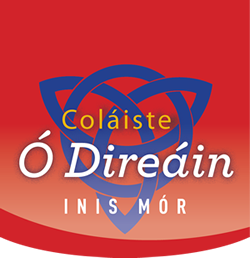 Coláiste
Ó Direáin
INIS MÓR